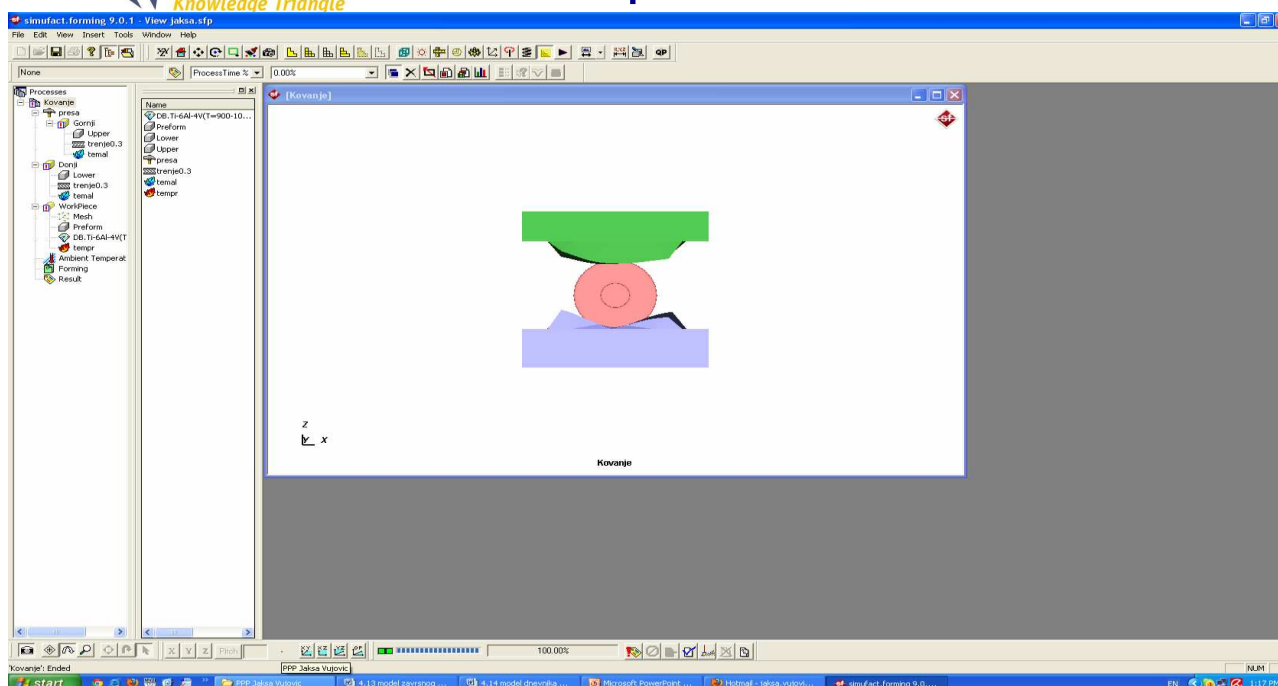 Knowledge Triangle
simufact.forming 9.0.1 - View jaksa.sfp
File Edit View Insert Tools Window Help
None
ProcessTime %
0.00%
Processes
Kovanje
presa
Gornji
Upper
trenje0.3
temal
Donji
Lower
trenje0.3
temal
WorkPiece
Mesh
Preform
DB.Ti-6Al-4V(T
tempr
Ambient Temperat
Forming
Result
Name
DB.Ti-6Al-4V(T=900-10...
Preform
Lower
Upper
presa
trenje0.3
temal
tempr
[Kovanje]
sf
Z
Y X
Kovanje
X Y Z Pitch
100.00%
'Kovanje': Ended
PPP Jaksa Vujovic
NUM
start
PPP Jaksa Vujovic
4.13 model zavrsnog ...
4.14 model dnevnika ...
Microsoft PowerPoint ...
Hotmail - jaksa.vujovi...
simufact.forming 9.0....
EN
1:17 PM